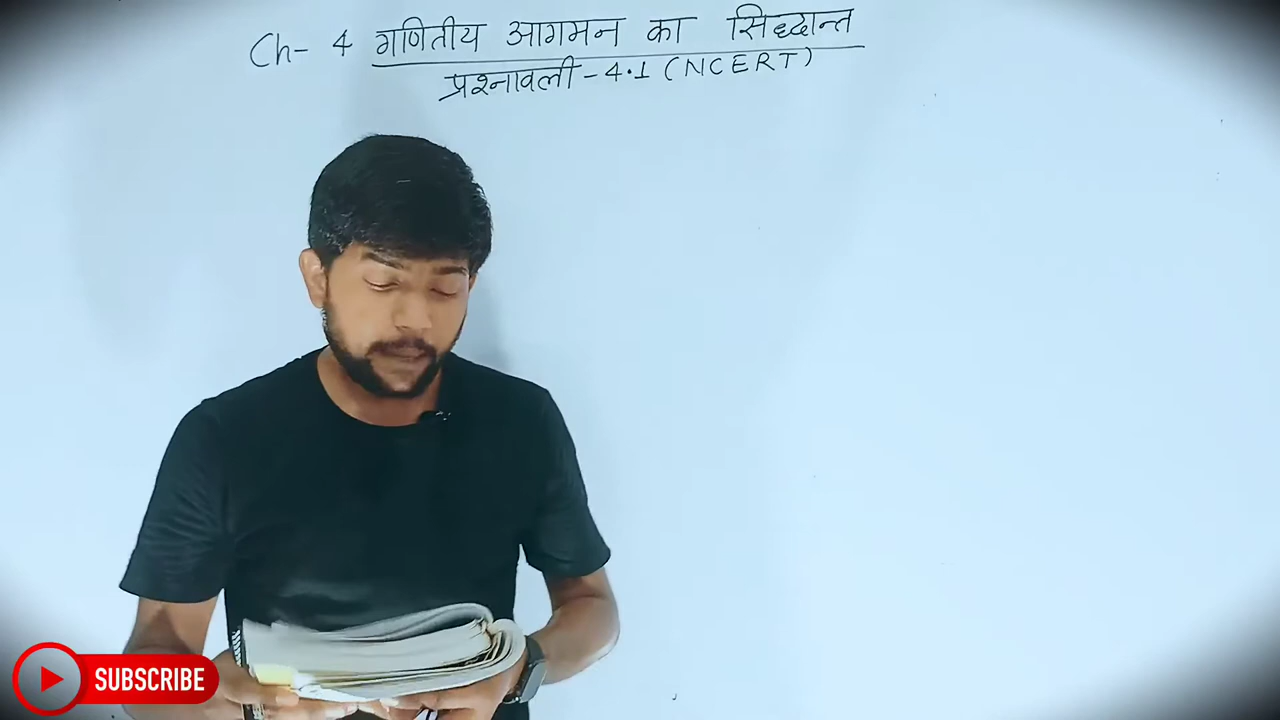 Ch- 4 गणितीय आगमन का सिद्धान्त
प्रश्नावली - 4.1 (NCERT)
SUBSCRIBE